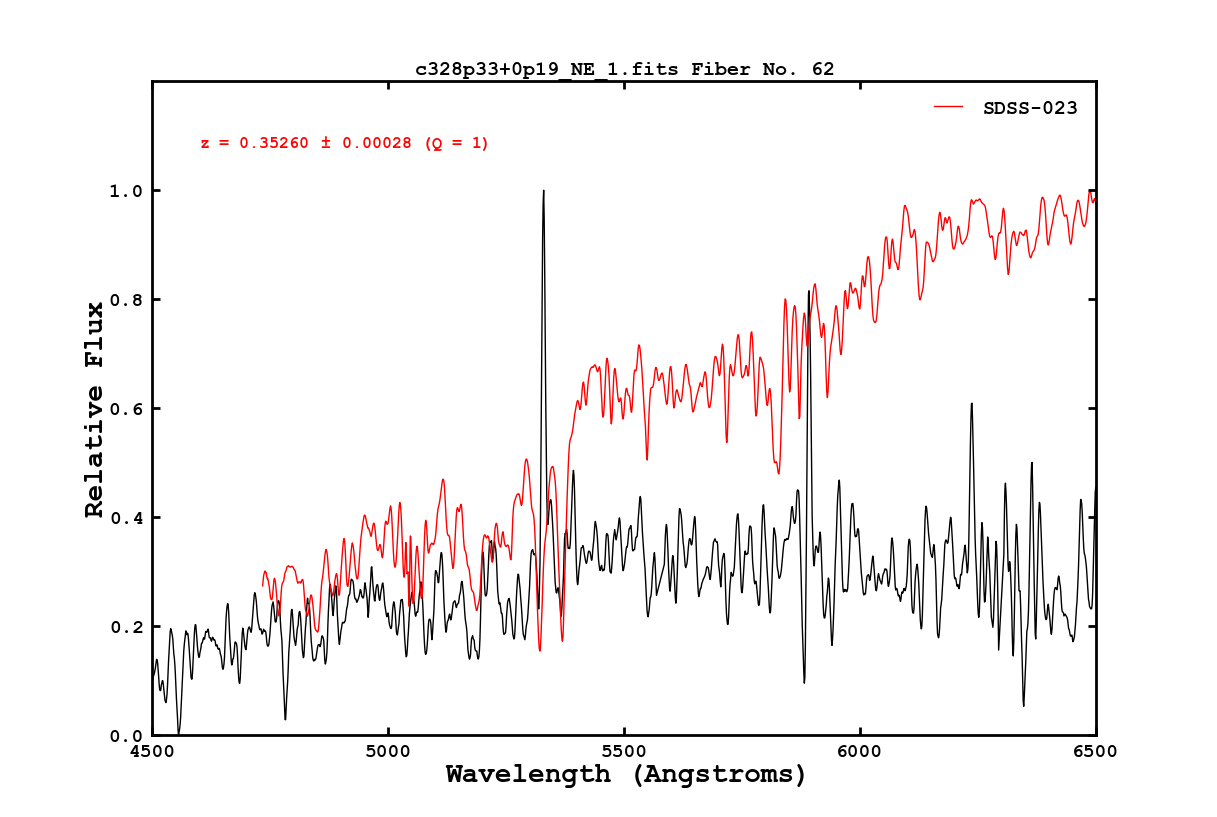 c328p33+0p19_NE_1.fits Fiber No. 62
SDSS-023
z = 0.35260 ± 0.00028 (Q = 1)
1.0
0.8
0.6
0.4
0.2
0.0
Relative Flux
4500 5000 5500 6000 6500
Wavelength (Angstroms)